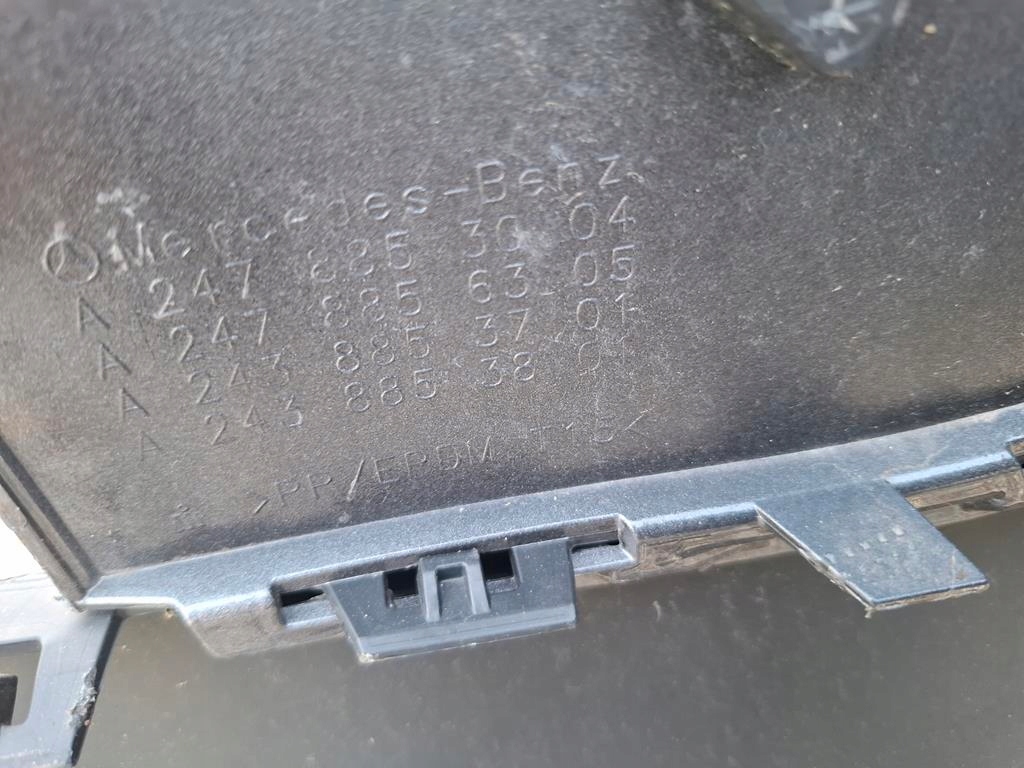 Mercedes-Benz
A 247 885 30 04
A 247 885 63 05
A 243 885 37 01
A 243 885 38 01
>PP/EPDM T15<